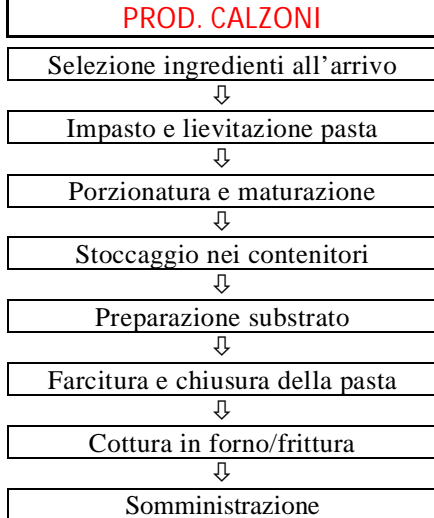 PROD. CALZONI
Selezione ingredienti all’arrivo
⇩
Impasto e lievitazione pasta
⇩
Porzionatura e maturazione
⇩
Stoccaggio nei contenitori
⇩
Preparazione substrato
⇩
Farcitura e chiusura della pasta
⇩
Cottura in forno/frittura
⇩
Somministrazione